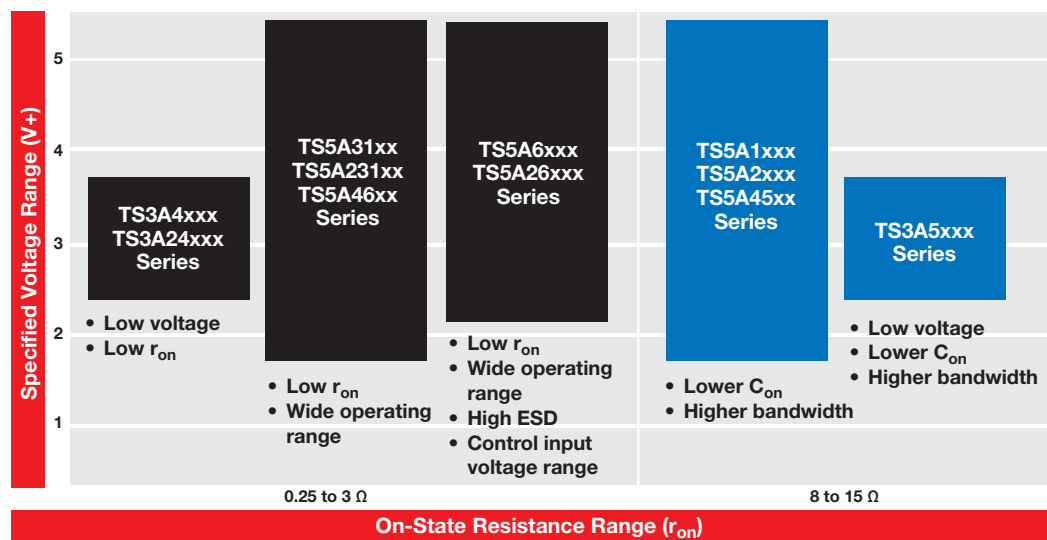 Specified Voltage Range (V+)
5
4
3
2
1
TS3A4xxx
TS3A24xxx
Series
• Low voltage
• Low ron
TS5A31xx
TS5A231xx
TS5A46xx
Series
• Low ron
• Wide operating
range
TS5A6xxx
TS5A26xxx
Series
• Low ron
• Wide operating
range
• High ESD
• Control input
voltage range
TS5A1xxx
TS5A2xxx
TS5A45xx
Series
• Lower Con
• Higher bandwidth
TS3A5xxx
Series
• Low voltage
• Lower Con
• Higher bandwidth
0.25 to 3 Ω
8 to 15 Ω
On-State Resistance Range (ron)